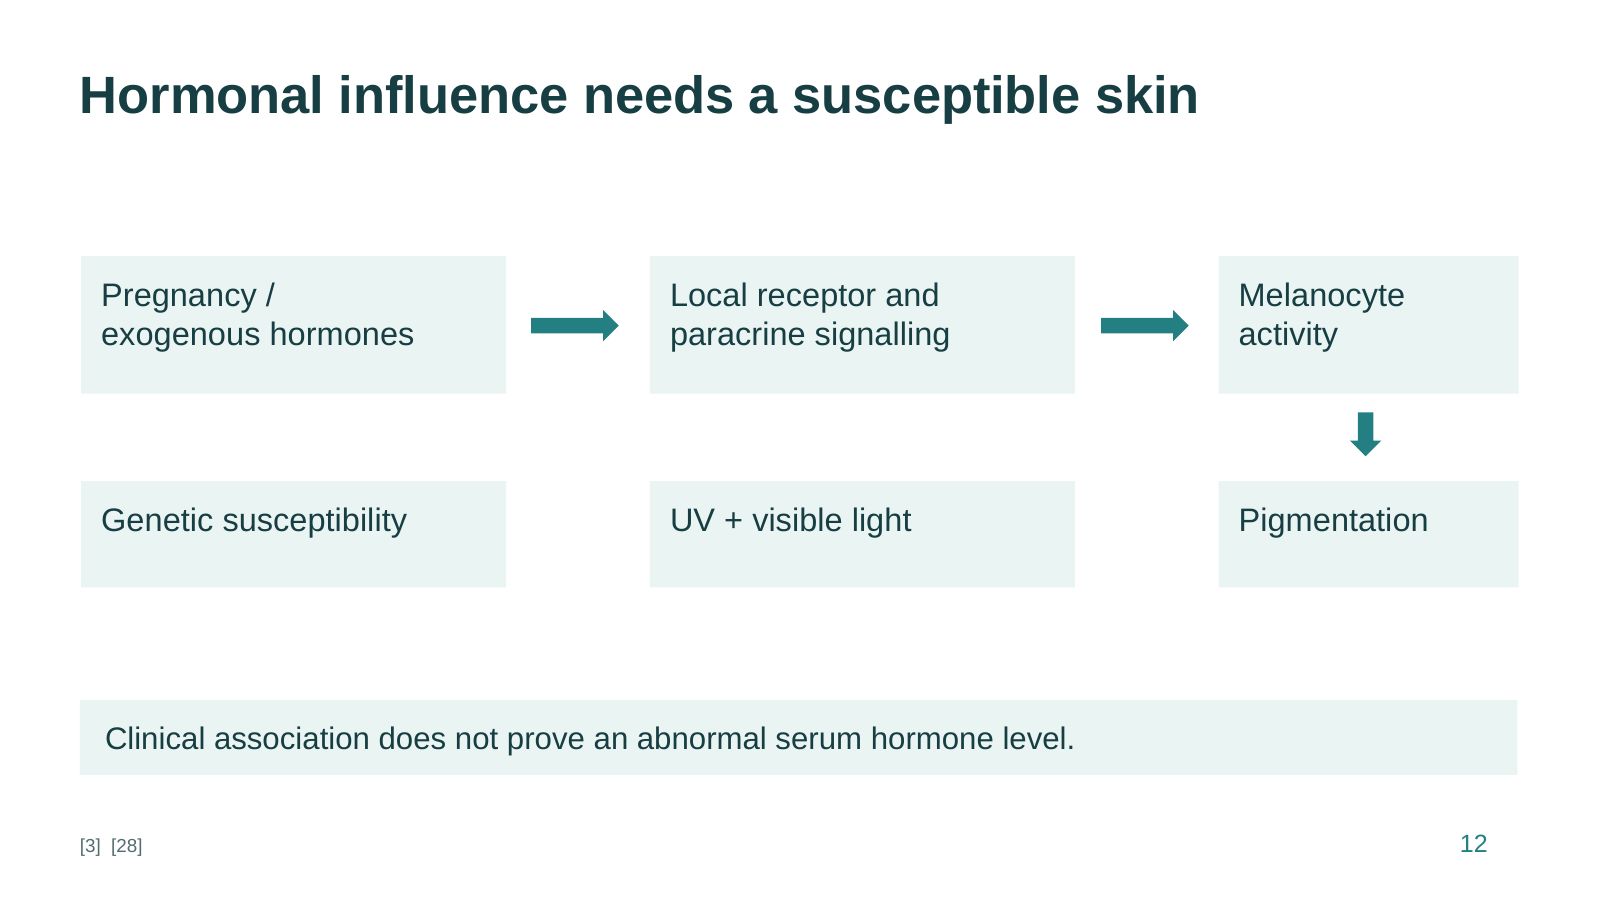 Hormonal influence needs a susceptible skin
Pregnancy /
exogenous hormones
Local receptor and
paracrine signalling
Melanocyte
activity
Genetic susceptibility
UV + visible light
Pigmentation
Clinical association does not prove an abnormal serum hormone level.
[3] [28]
12